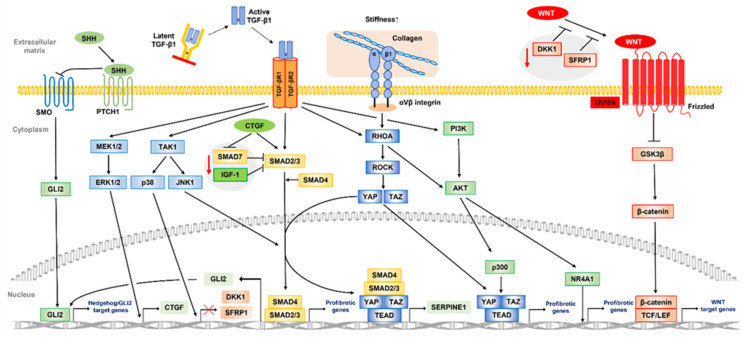 Latent
TGF-β1
Active
TGF-β1
Stiffness↑
Collagen
α
β1
αVβ integrin
WNT
DKK1
SFRP1
WNT
LRP5/6
Frizzled
Extracellular
matrix
SHH
SHH
SMO
PTCH1
TGF-βR1
TGF-βR2
Cytoplasm
MEK1/2
TAK1
CTGF
SMAD7
IGF-1
SMAD2/3
SMAD4
RHOA
PI3K
ROCK
GSK3β
ERK1/2
p38
JNK1
GLI2
YAP
TAZ
AKT
β-catenin
p300
NR4A1
Nucleus
GLI2
GLI2
Hedgehog/GLI2
target genes
CTGF
DKK1
SFRP1
SMAD4
SMAD2/3
Profibrotic
genes
SMAD4
SMAD2/3
YAP
TAZ
TEAD
SERPINE1
YAP
TAZ
TEAD
Profibrotic
genes
Profibrotic
genes
β-catenin
TCF/LEF
WNT
target genes